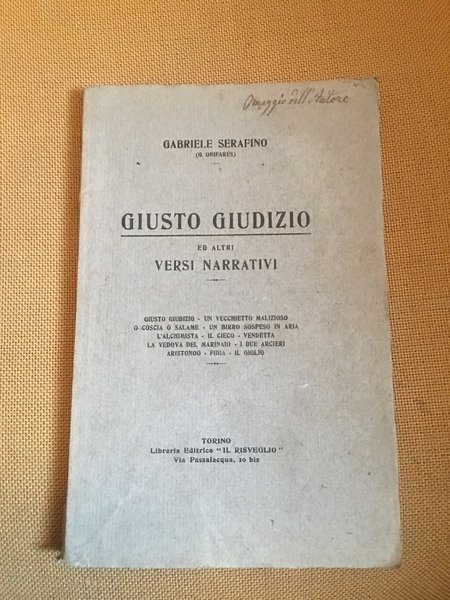 Omaggio dell'Autore
GABRIELE SERAFINO
(G. ONIFARES)
GIUSTO GIUDIZIO
ED ALTRI
VERSI NARRATIVI
GIUSTO GIUDIZIO - UN VECCHIETTO MALIZIOSO
O COSCIA O SALAME - UN BIRRO SOSPESO IN ARIA
L'ALCHIMISTA - IL CIECO - VENDETTA
LA VEDOVA DEL MARINAIO - I DUE ARCIERI
ARISTONOO - FIBIA - IL GIGLIO
TORINO
Libreria Editrice "IL RISVEGLIO"
Via Passalacqua, 10 bis